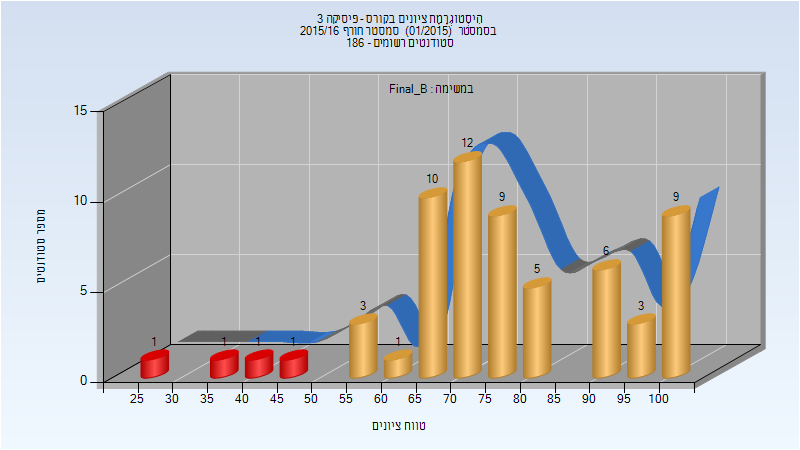 היסטוגרמת ציונים בקורס - פיסיקה 3
בסמסטר (01/2015) סמסטר חורף 2015/16
סטודנטים רשומים - 186
במשימה : Final_B
מספר סטודנטים
15
10
5
0
1
1
1
1
3
1
10
12
9
5
6
3
9
25 30 35 40 45 50 55 60 65 70 75 80 85 90 95 100
טווח ציונים